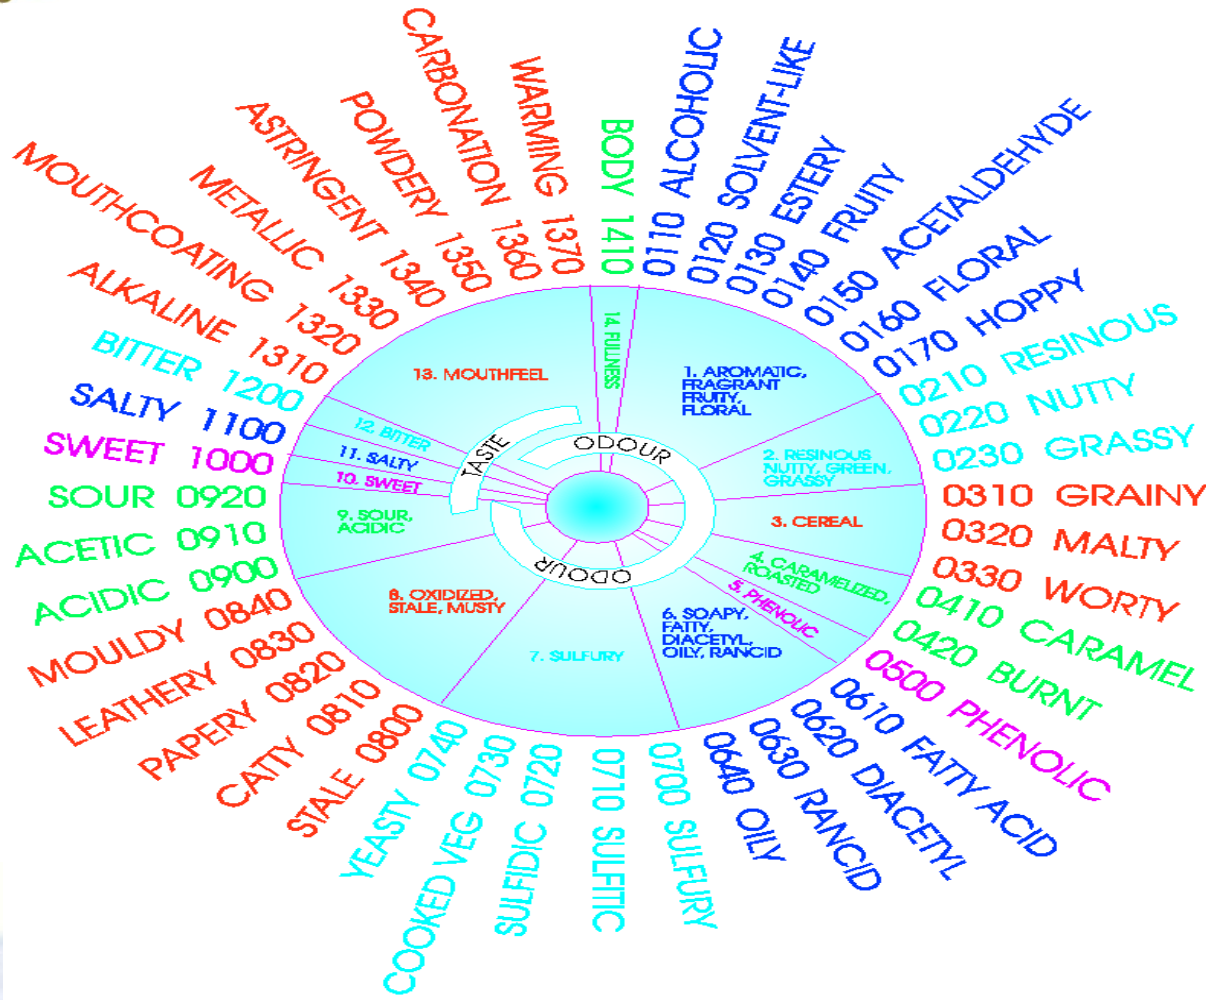 BODY 1410
0110 ALCOHOLIC
0120 SOLVENT-LIKE
0130 ESTERY
0140 FRUITY
0150 ACETALDEHYDE
0160 FLORAL
0170 HOPPY
0210 RESINOUS
0220 NUTTY
0230 GRASSY
0310 GRAINY
0320 MALTY
0330 WORTY
0410 CARAMEL
0420 BURNT
0500 PHENOLIC
0610 FATTY ACID
0620 DIACETYL
0630 RANCID
0640 OILY
0700 SULFURY
0710 SULFITIC
SULFIDIC 0720
COOKED VEG 0730
YEASTY 0740
STALE 0800
CATTY 0810
PAPERY 0820
LEATHERY 0830
MOULDY 0840
ACIDIC 0900
ACETIC 0910
SOUR 0920
SWEET 1000
SALTY 1100
BITTER 1200
ALKALINE 1310
MOUTHCOATING 1320
METALLIC 1330
ASTRINGENT 1340
POWDERY 1350
CARBONATION 1360
WARMING 1370
14. FULLNESS
1. AROMATIC,
FRAGRANT
FRUITY,
FLORAL
2. RESINOUS
NUTTY, GREEN,
GRASSY
3. CEREAL
4. CARAMELIZED,
ROASTED
5. PHENOLIC
6. SOAPY,
FATTY,
DIACETYL,
OILY, RANCID
7. SULFURY
8. OXIDIZED,
STALE, MUSTY
9. SOUR,
ACIDIC
10. SWEET
11. SALTY
12. BITTER
13. MOUTHFEEL
TASTE
ODOUR
ODOUR